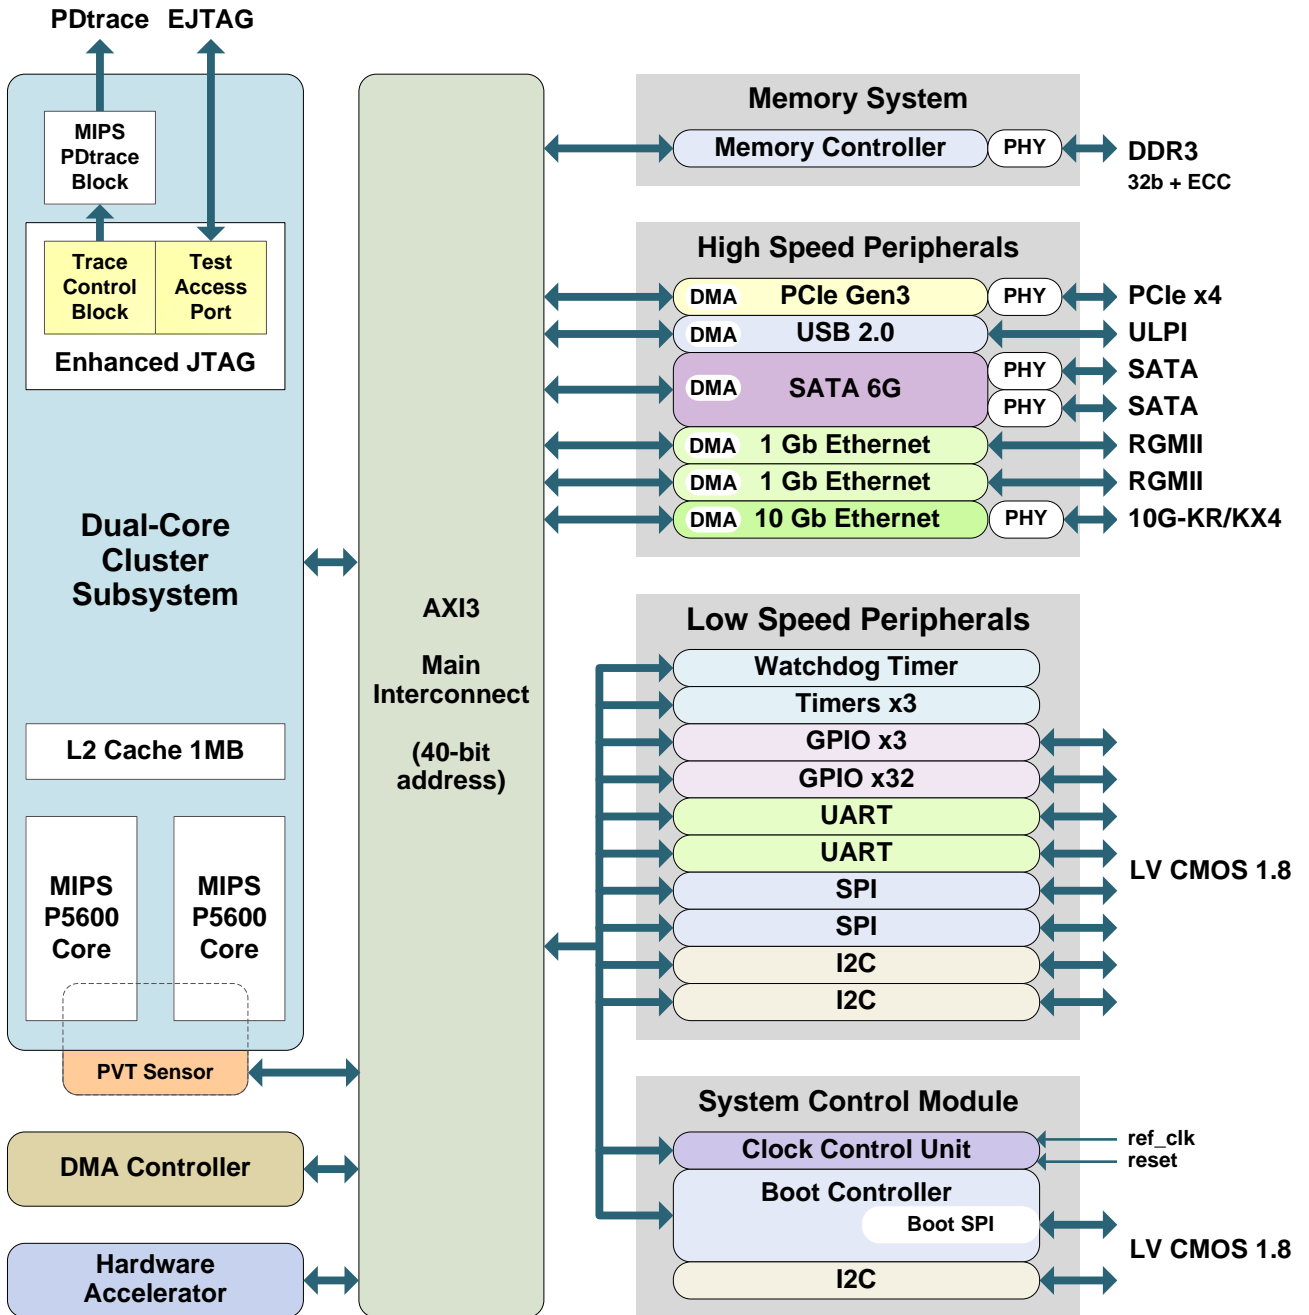 PDtrace
EJTAG
MIPS
PDtrace
Block
Trace
Control
Block
Test
Access
Port
Enhanced JTAG
Dual-Core
Cluster
Subsystem
L2 Cache 1MB
MIPS
P5600
Core
MIPS
P5600
Core
PVT Sensor
DMA Controller
Hardware
Accelerator
AXI3
Main
Interconnect
(40-bit
address)
Memory System
Memory Controller
PHY
DDR3
32b + ECC
High Speed Peripherals
DMA
PCIe Gen3
PHY
PCIe x4
DMA
USB 2.0
ULPI
DMA
SATA 6G
PHY
SATA
PHY
SATA
DMA
1 Gb Ethernet
RGMII
DMA
1 Gb Ethernet
RGMII
DMA
10 Gb Ethernet
PHY
10G-KR/KX4
Low Speed Peripherals
Watchdog Timer
Timers x3
GPIO x3
GPIO x32
UART
UART
SPI
SPI
I2C
I2C
LV CMOS 1.8
System Control Module
Clock Control Unit
ref_clk
reset
Boot Controller
Boot SPI
I2C
LV CMOS 1.8